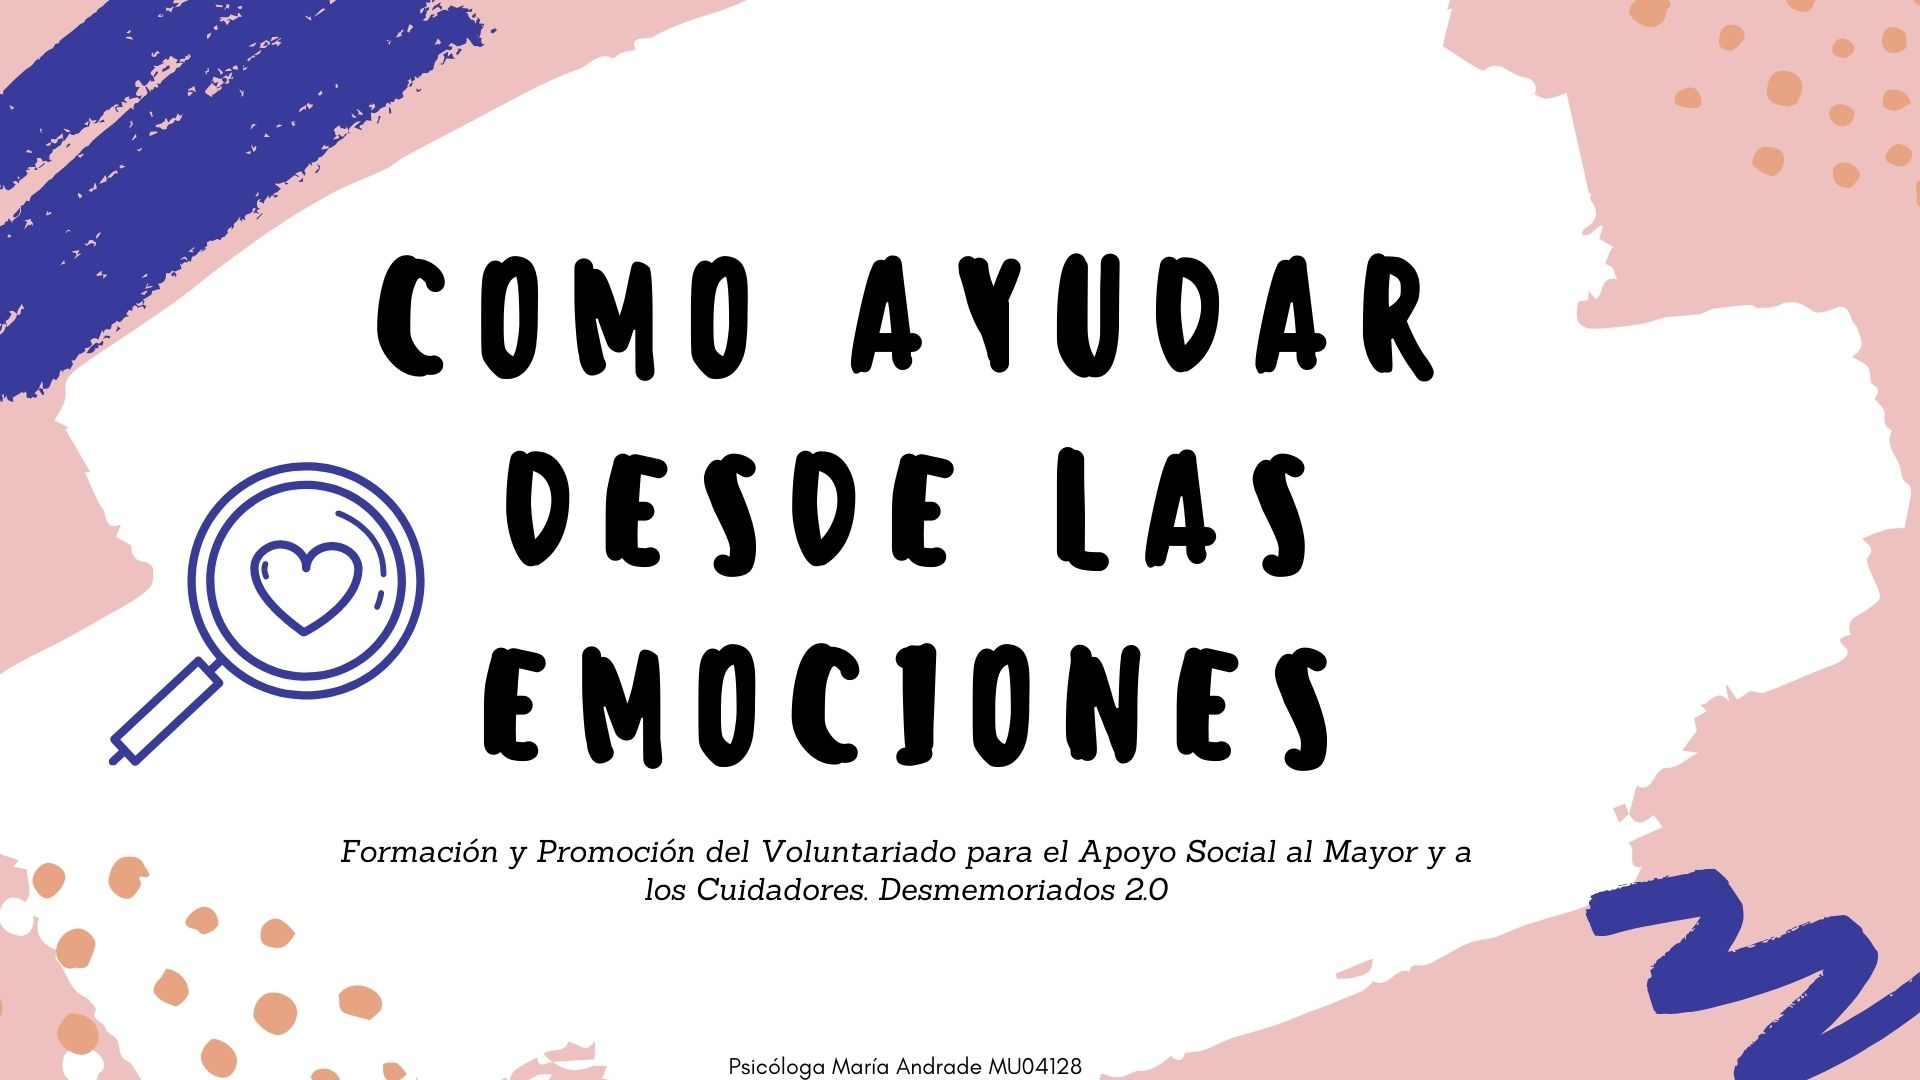 COMO AYUDAR
DESDE LAS
EMOCIONES
Formación y Promoción del Voluntariado para el Apoyo Social al Mayor y a
los Cuidadores. Desmemoriados 2.0
Psicóloga María Andrade MU04128